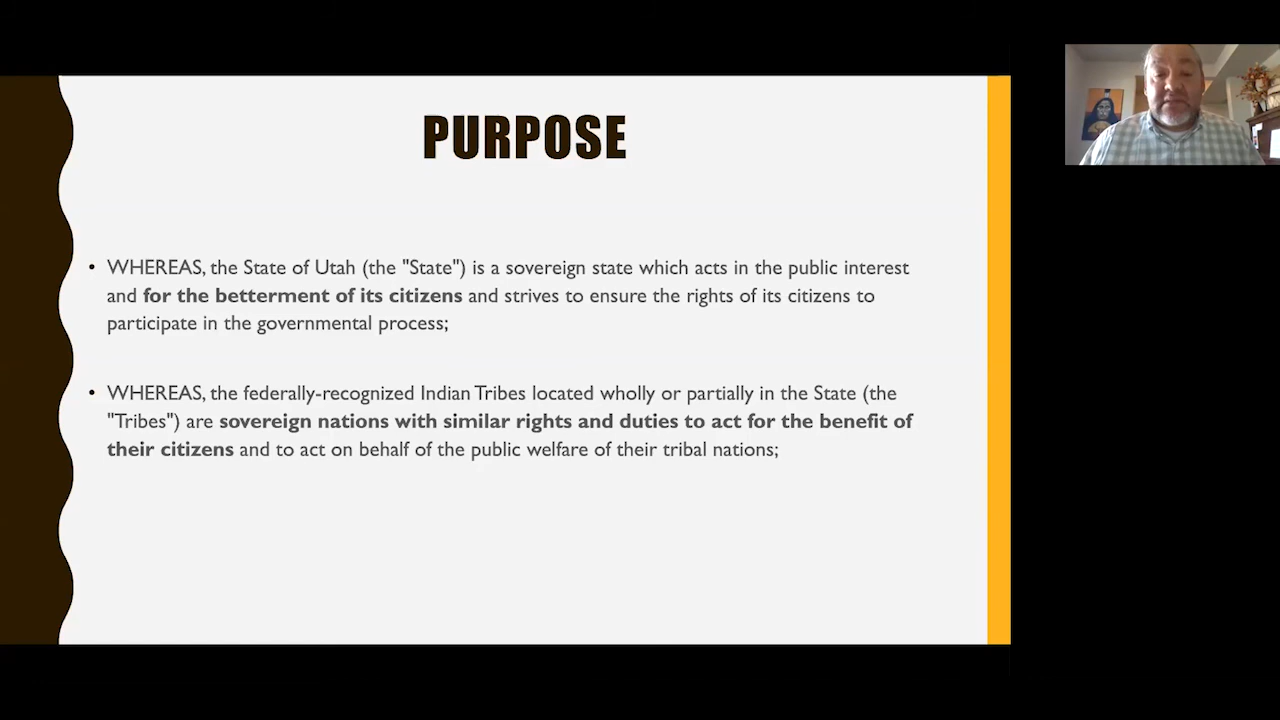 PURPOSE
• WHEREAS, the State of Utah (the "State") is a sovereign state which acts in the public interest
and for the betterment of its citizens and strives to ensure the rights of its citizens to
participate in the governmental process;
• WHEREAS, the federally-recognized Indian Tribes located wholly or partially in the State (the
"Tribes") are sovereign nations with similar rights and duties to act for the benefit of
their citizens and to act on behalf of the public welfare of their tribal nations;